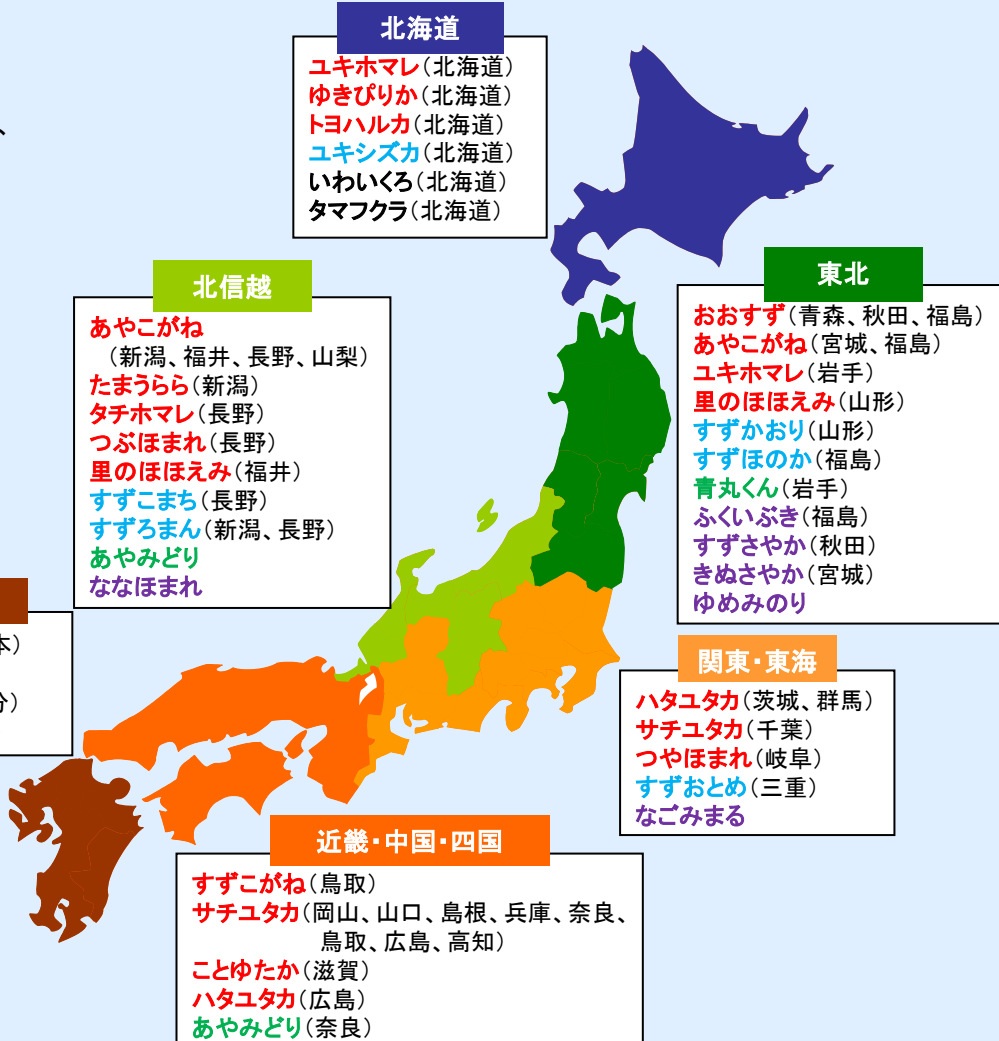 、
北海道
ユキホマレ(北海道)
ゆきぴりか(北海道)
トヨハルカ(北海道)
ユキシズカ(北海道)
いわいくろ(北海道)
タマフクラ(北海道)
北信越
あやこがね
(新潟、福井、長野、山梨)
たまうらら(新潟)
タチホマレ(長野)
つぶほまれ(長野)
里のほほえみ(福井)
すずこまち(長野)
すずろまん(新潟、長野)
あやみどり
ななほまれ
東北
おおすず(青森、秋田、福島)
あやこがね(宮城、福島)
ユキホマレ(岩手)
里のほほえみ(山形)
すずかおり(山形)
すずほのか(福島)
青丸くん(岩手)
ふくいぶき(福島)
すずさやか(秋田)
きぬさやか(宮城)
ゆめみのり
本)
分)
関東・東海
ハタユタカ(茨城、群馬)
サチユタカ(千葉)
つやほまれ(岐阜)
すずおとめ(三重)
なごみまる
近畿・中国・四国
すずこがね(鳥取)
サチユタカ(岡山、山口、島根、兵庫、奈良、
鳥取、広島、高知)
ことゆたか(滋賀)
ハタユタカ(広島)
あやみどり(奈良)